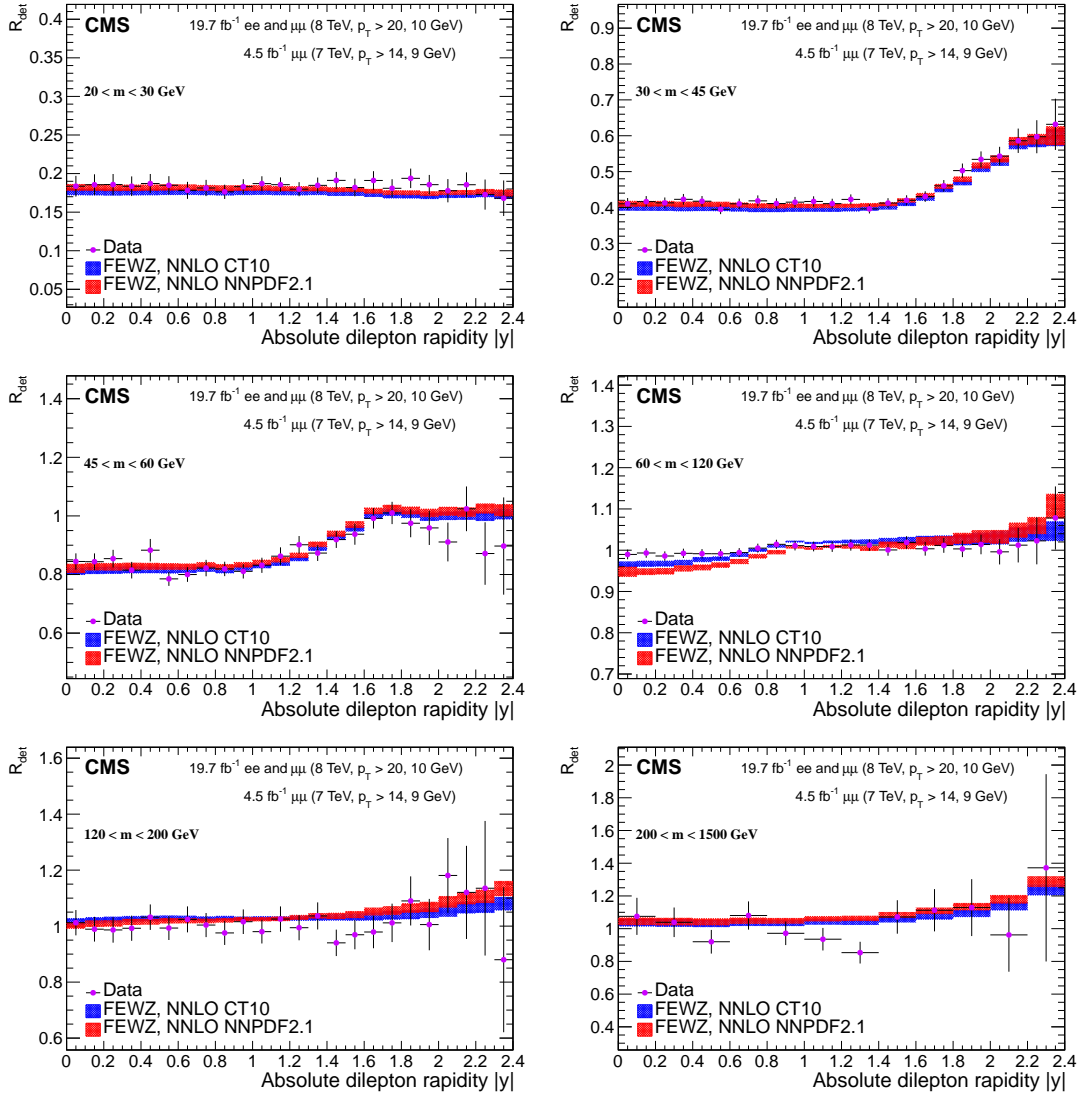 R_det
CMS
19.7 fb⁻¹ ee and μμ (8 TeV, p_T > 20, 10 GeV)
4.5 fb⁻¹ μμ (7 TeV, p_T > 14, 9 GeV)
20 < m < 30 GeV
0.4
0.35
0.3
0.25
0.2
0.15
0.1
0.05
Data
FEWZ, NNLO CT10
FEWZ, NNLO NNPDF2.1
0 0.2 0.4 0.6 0.8 1 1.2 1.4 1.6 1.8 2 2.2 2.4
Absolute dilepton rapidity |y|
R_det
CMS
19.7 fb⁻¹ ee and μμ (8 TeV, p_T > 20, 10 GeV)
4.5 fb⁻¹ μμ (7 TeV, p_T > 14, 9 GeV)
30 < m < 45 GeV
0.9
0.8
0.7
0.6
0.5
0.4
0.3
0.2
Data
FEWZ, NNLO CT10
FEWZ, NNLO NNPDF2.1
0 0.2 0.4 0.6 0.8 1 1.2 1.4 1.6 1.8 2 2.2 2.4
Absolute dilepton rapidity |y|
R_det
CMS
19.7 fb⁻¹ ee and μμ (8 TeV, p_T > 20, 10 GeV)
4.5 fb⁻¹ μμ (7 TeV, p_T > 14, 9 GeV)
45 < m < 60 GeV
1.4
1.2
1
0.8
0.6
Data
FEWZ, NNLO CT10
FEWZ, NNLO NNPDF2.1
0 0.2 0.4 0.6 0.8 1 1.2 1.4 1.6 1.8 2 2.2 2.4
Absolute dilepton rapidity |y|
R_det
CMS
19.7 fb⁻¹ ee and μμ (8 TeV, p_T > 20, 10 GeV)
4.5 fb⁻¹ μμ (7 TeV, p_T > 14, 9 GeV)
60 < m < 120 GeV
1.4
1.3
1.2
1.1
1
0.9
0.8
0.7
Data
FEWZ, NNLO CT10
FEWZ, NNLO NNPDF2.1
0 0.2 0.4 0.6 0.8 1 1.2 1.4 1.6 1.8 2 2.2 2.4
Absolute dilepton rapidity |y|
R_det
CMS
19.7 fb⁻¹ ee and μμ (8 TeV, p_T > 20, 10 GeV)
4.5 fb⁻¹ μμ (7 TeV, p_T > 14, 9 GeV)
120 < m < 200 GeV
1.6
1.4
1.2
1
0.8
0.6
Data
FEWZ, NNLO CT10
FEWZ, NNLO NNPDF2.1
0 0.2 0.4 0.6 0.8 1 1.2 1.4 1.6 1.8 2 2.2 2.4
Absolute dilepton rapidity |y|
R_det
CMS
19.7 fb⁻¹ ee and μμ (8 TeV, p_T > 20, 10 GeV)
4.5 fb⁻¹ μμ (7 TeV, p_T > 14, 9 GeV)
200 < m < 1500 GeV
2
1.8
1.6
1.4
1.2
1
0.8
0.6
0.4
Data
FEWZ, NNLO CT10
FEWZ, NNLO NNPDF2.1
0 0.2 0.4 0.6 0.8 1 1.2 1.4 1.6 1.8 2 2.2 2.4
Absolute dilepton rapidity |y|